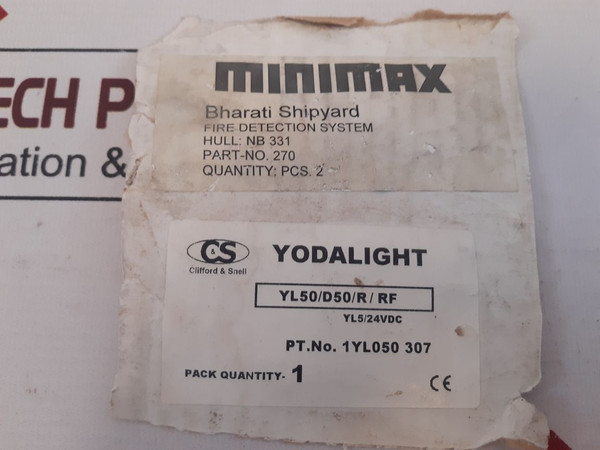 ECH P
ation &
minimax
Bharati Shipyard
FIRE DETECTION SYSTEM
HULL: NB 331
PART-NO. 270
QUANTITY: PCS. 2
CS
Clifford & Snell
YODALIGHT
YL50/D50/R/RF
YL5/24VDC
PT.No. 1YL050 307
PACK QUANTITY- 1
CE